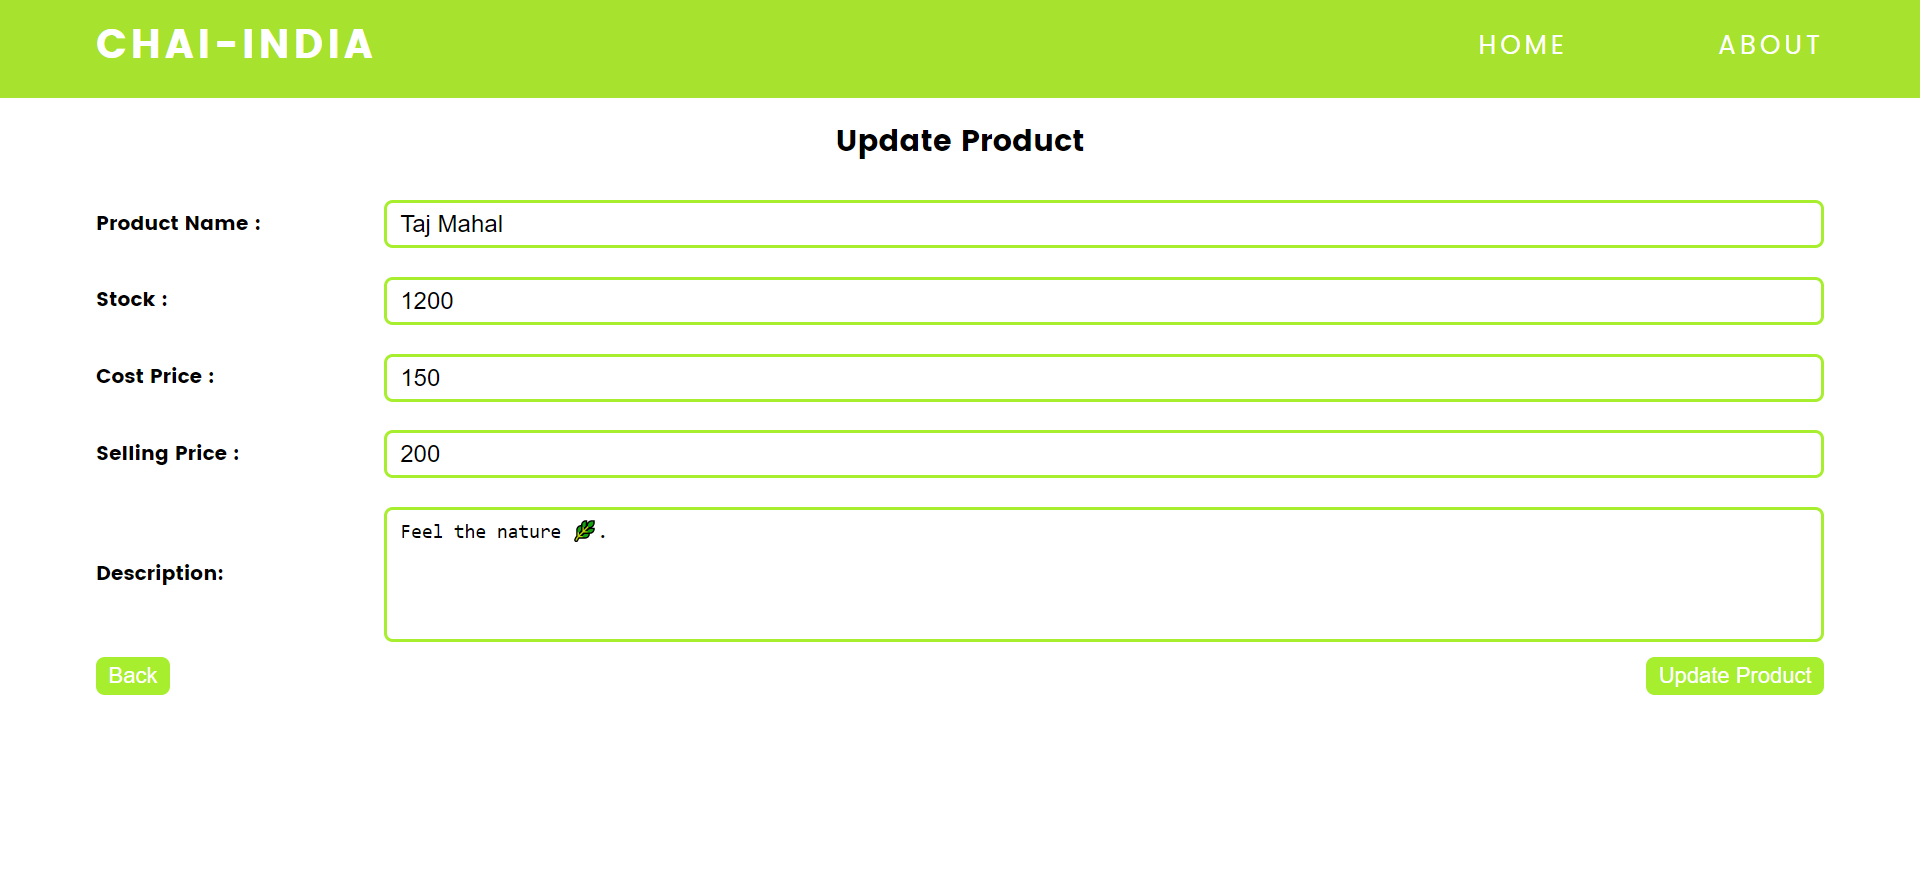 CHAI-INDIA HOME ABOUT
Update Product
Product Name : Taj Mahal
Stock : 1200
Cost Price : 150
Selling Price : 200
Feel the nature 🌿.
Description:
Back Update Product